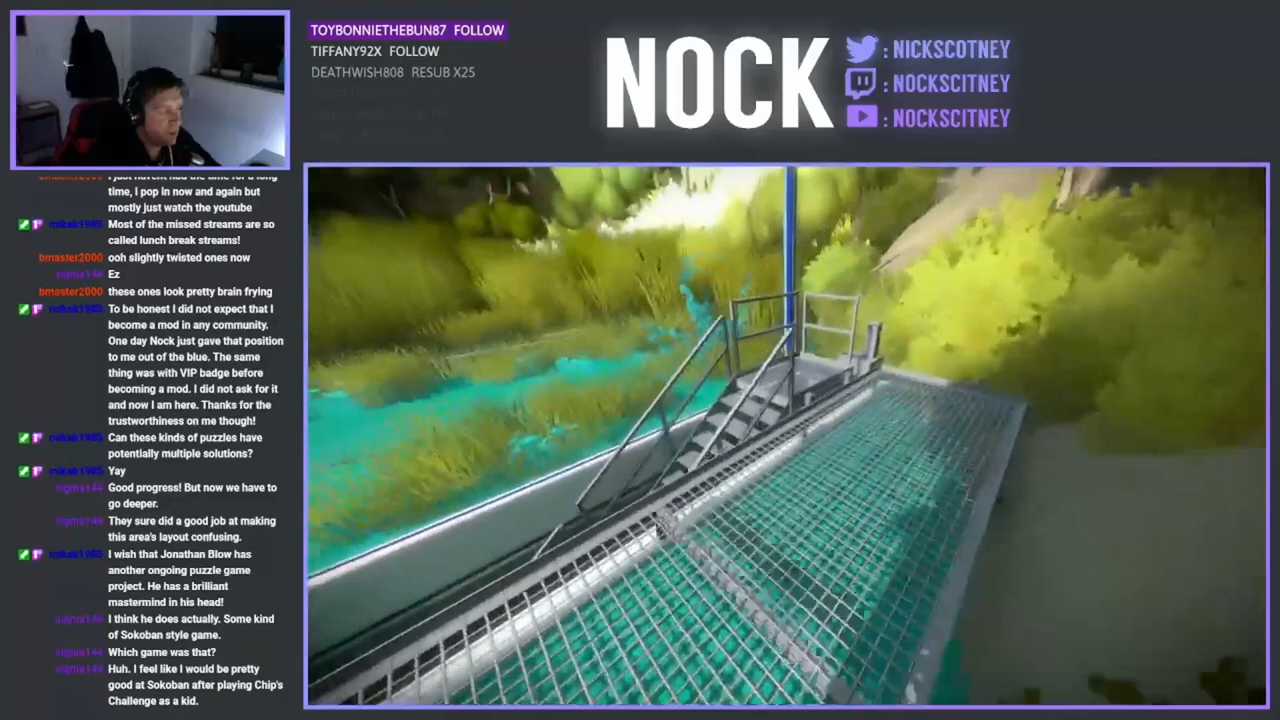 TOYBONNIETHEBUN87 FOLLOW
TIFFANY92X FOLLOW
DEATHWISH808 RESUB X25
NOCK
: NICKSCOTNEY
: NOCKSCITNEY
: NOCKSCITNEY
time, I pop in now and again but
mostly just watch the youtube
Most of the missed streams are so
called lunch break streams!
bmaster2000 ooh slightly twisted ones now
sigma144 Ez
bmaster2000 these ones look pretty brain frying
To be honest I did not expect that I
become a mod in any community.
One day Nock just gave that position
to me out of the blue. The same
thing was with VIP badge before
becoming a mod. I did not ask for it
and now I am here. Thanks for the
trustworthiness on me though!
Can these kinds of puzzles have
potentially multiple solutions?
Yay
sigma144 Good progress! But now we have to
go deeper.
sigma144 They sure did a good job at making
this area's layout confusing.
I wish that Jonathan Blow has
another ongoing puzzle game
project. He has a brilliant
mastermind in his head!
sigma144 I think he does actually. Some kind
of Sokoban style game.
sigma144 Which game was that?
sigma144 Huh. I feel like I would be pretty
good at Sokoban after playing Chip's
Challenge as a kid.